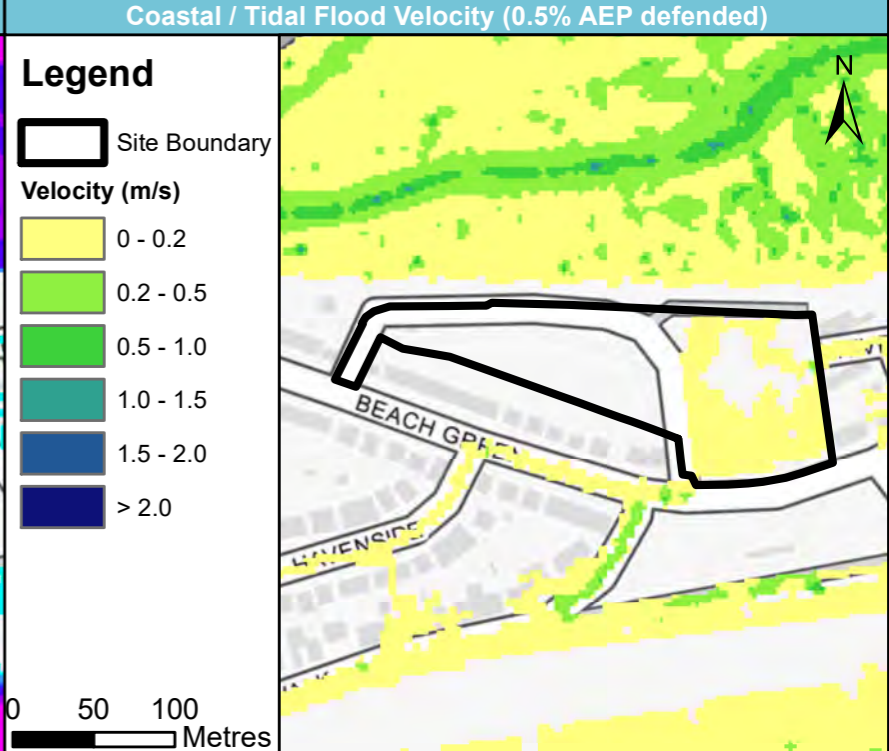 Coastal / Tidal Flood Velocity (0.5% AEP defended)
Legend
Site Boundary
Velocity (m/s)
0 - 0.2
0.2 - 0.5
0.5 - 1.0
1.0 - 1.5
1.5 - 2.0
> 2.0
0 50 100
Metres
N
BEACH GREEN
HAVENSIDE